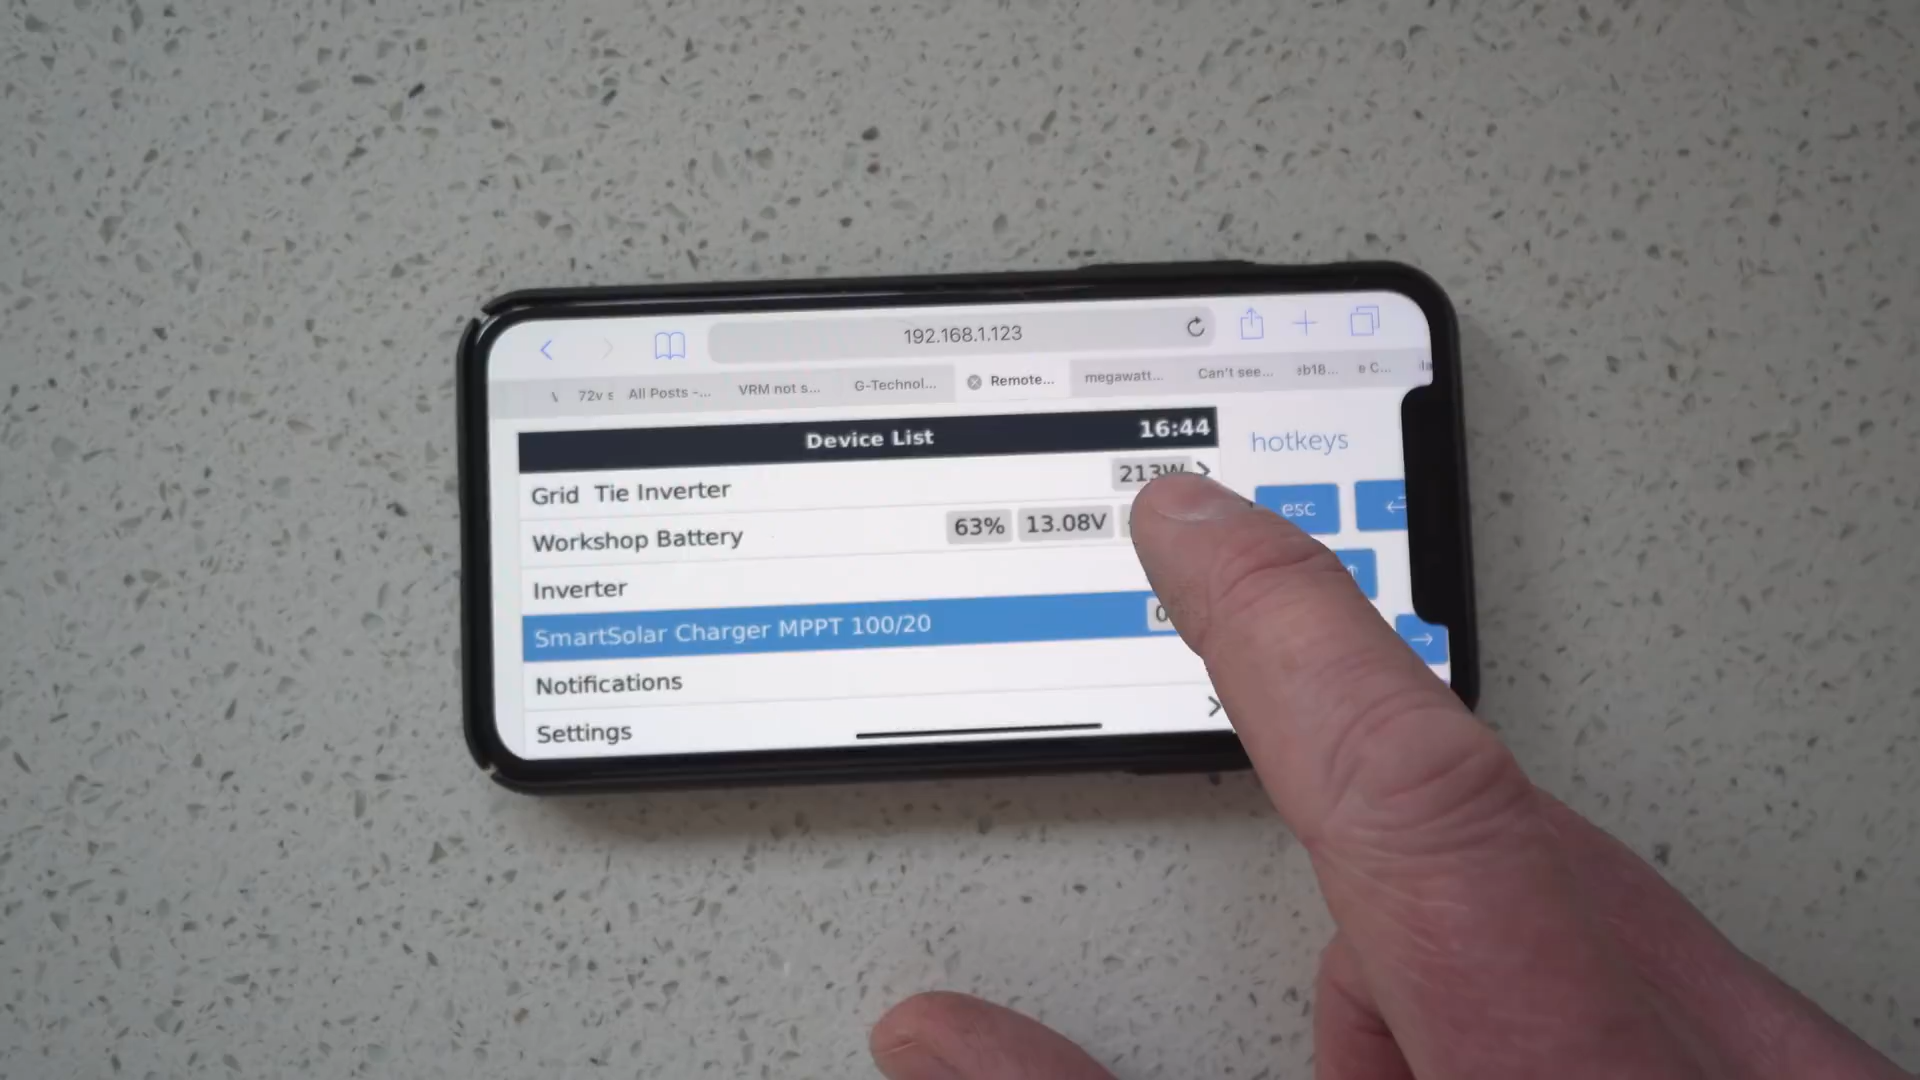 192.168.1.123
72v s All Posts -... VRM not s... G-Technol... Remote... megawatt... Can't see... e C...
Device List 16:44
hotkeys
Grid Tie Inverter 213W
esc
Workshop Battery 63% 13.08V
Inverter
SmartSolar Charger MPPT 100/20
Notifications
Settings